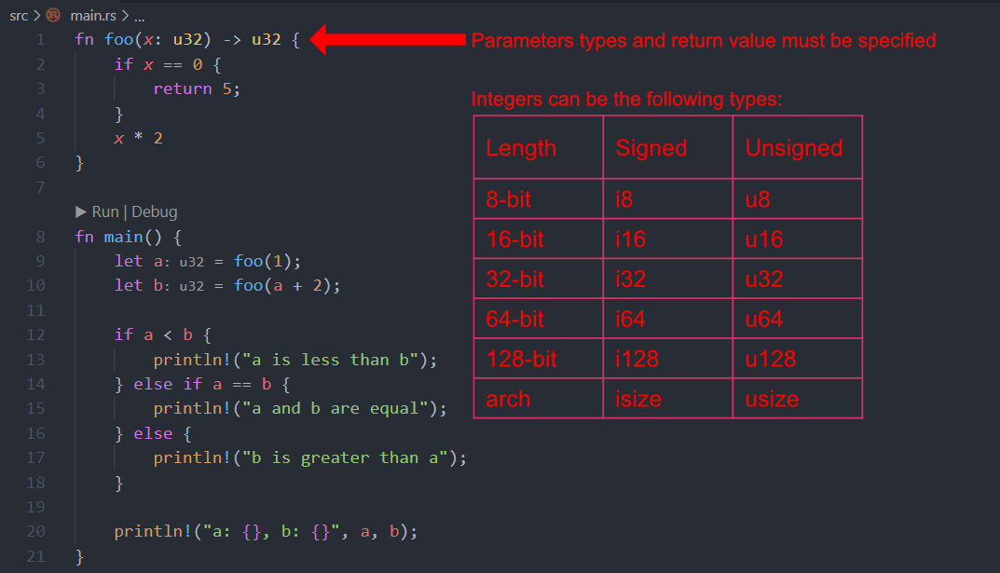 src > main.rs > ...
1 fn foo(x: u32) -> u32 {
Parameters types and return value must be specified
2     if x == 0 {
3         return 5;
4     }
5     x * 2
6 }
7
Run | Debug
8 fn main() {
9     let a: u32 = foo(1);
10     let b: u32 = foo(a + 2);
11
12     if a < b {
13         println!("a is less than b");
14     } else if a == b {
15         println!("a and b are equal");
16     } else {
17         println!("b is greater than a");
18     }
19
20     println!("a: {}, b: {}", a, b);
21 }
Integers can be the following types:
Length Signed Unsigned
8-bit i8 u8
16-bit i16 u16
32-bit i32 u32
64-bit i64 u64
128-bit i128 u128
arch isize usize